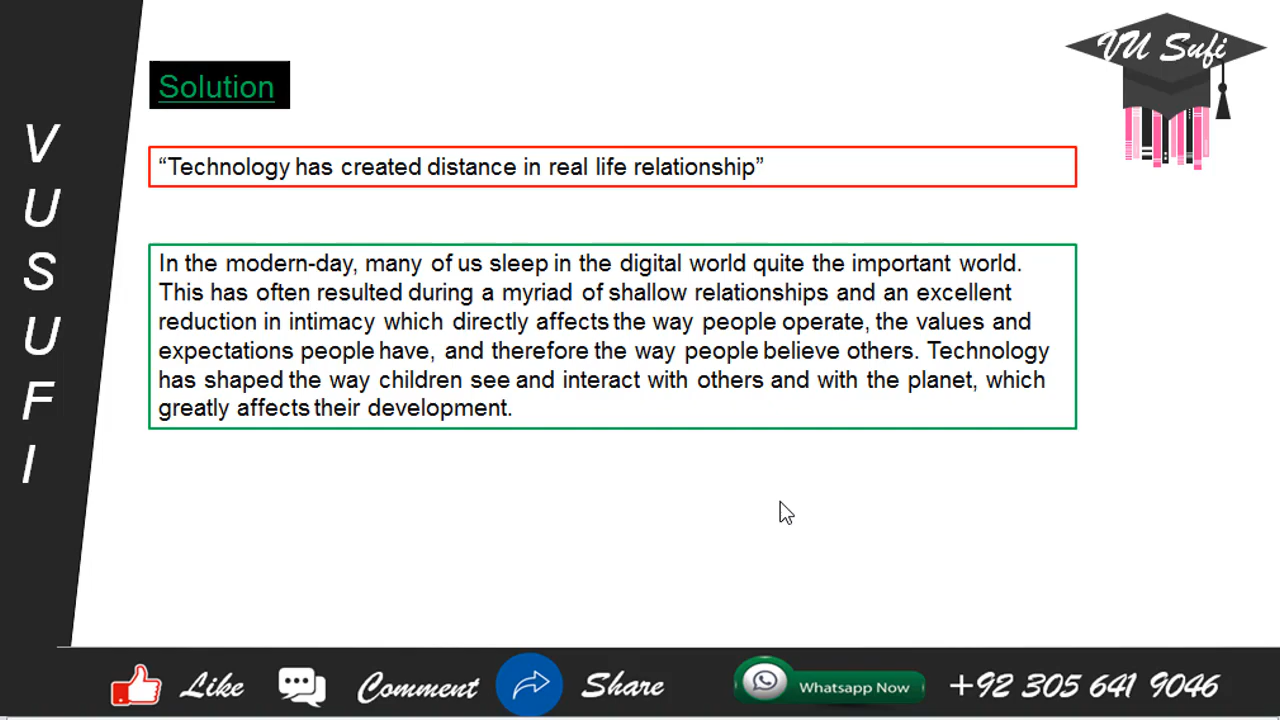 VU Sufi
Solution
“Technology has created distance in real life relationship”
In the modern-day, many of us sleep in the digital world quite the important world.
This has often resulted during a myriad of shallow relationships and an excellent
reduction in intimacy which directly affects the way people operate, the values and
expectations people have, and therefore the way people believe others. Technology
has shaped the way children see and interact with others and with the planet, which
greatly affects their development.
V
U
S
U
F
I
Like
Comment
Share
Whatsapp Now
+92 305 641 9046